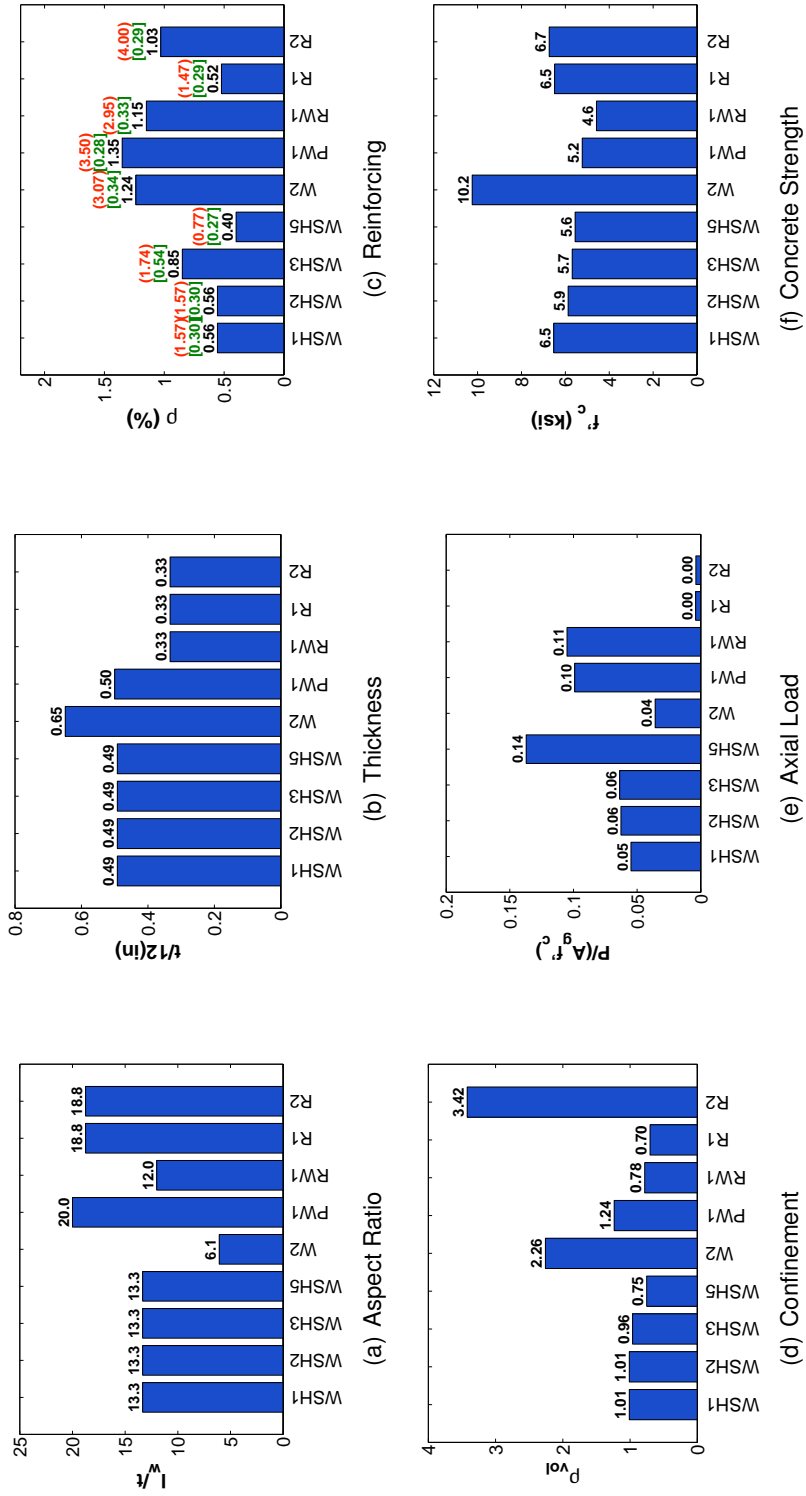 25
20
15
10
5
0
l_w/t
13.3
13.3
13.3
13.3
6.1
20.0
12.0
18.8
18.8
WSH1
WSH2
WSH3
WSH5
W2
PW1
RW1
R1
R2
(a) Aspect Ratio
0.8
0.6
0.4
0.2
0
t/12(in)
0.49
0.49
0.49
0.49
0.65
0.50
0.33
0.33
0.33
WSH1
WSH2
WSH3
WSH5
W2
PW1
RW1
R1
R2
(b) Thickness
2
1.5
1
0.5
0
ρ (%)
(1.57)(1.57) (1.74) (0.77) (3.07) (3.50) (2.95) (1.47) (4.00)
[0.30][0.30] [0.54] [0.27] [0.34] [0.28] [0.33] [0.29] [0.29]
0.56 0.56 0.85 0.40 1.24 1.35 1.15 0.52 1.03
WSH1
WSH2
WSH3
WSH5
W2
PW1
RW1
R1
R2
(c) Reinforcing
4
3
2
1
0
ρ_vol
1.01
1.01
0.96
0.75
2.26
1.24
0.78
0.70
3.42
WSH1
WSH2
WSH3
WSH5
W2
PW1
RW1
R1
R2
(d) Confinement
0.2
0.15
0.1
0.05
0
P/(A_g f'_c)
0.05
0.06
0.06
0.14
0.04
0.10
0.11
0.00
0.00
WSH1
WSH2
WSH3
WSH5
W2
PW1
RW1
R1
R2
(e) Axial Load
12
10
8
6
4
2
0
f'_c (ksi)
6.5
5.9
5.7
5.6
10.2
5.2
4.6
6.5
6.7
WSH1
WSH2
WSH3
WSH5
W2
PW1
RW1
R1
R2
(f) Concrete Strength